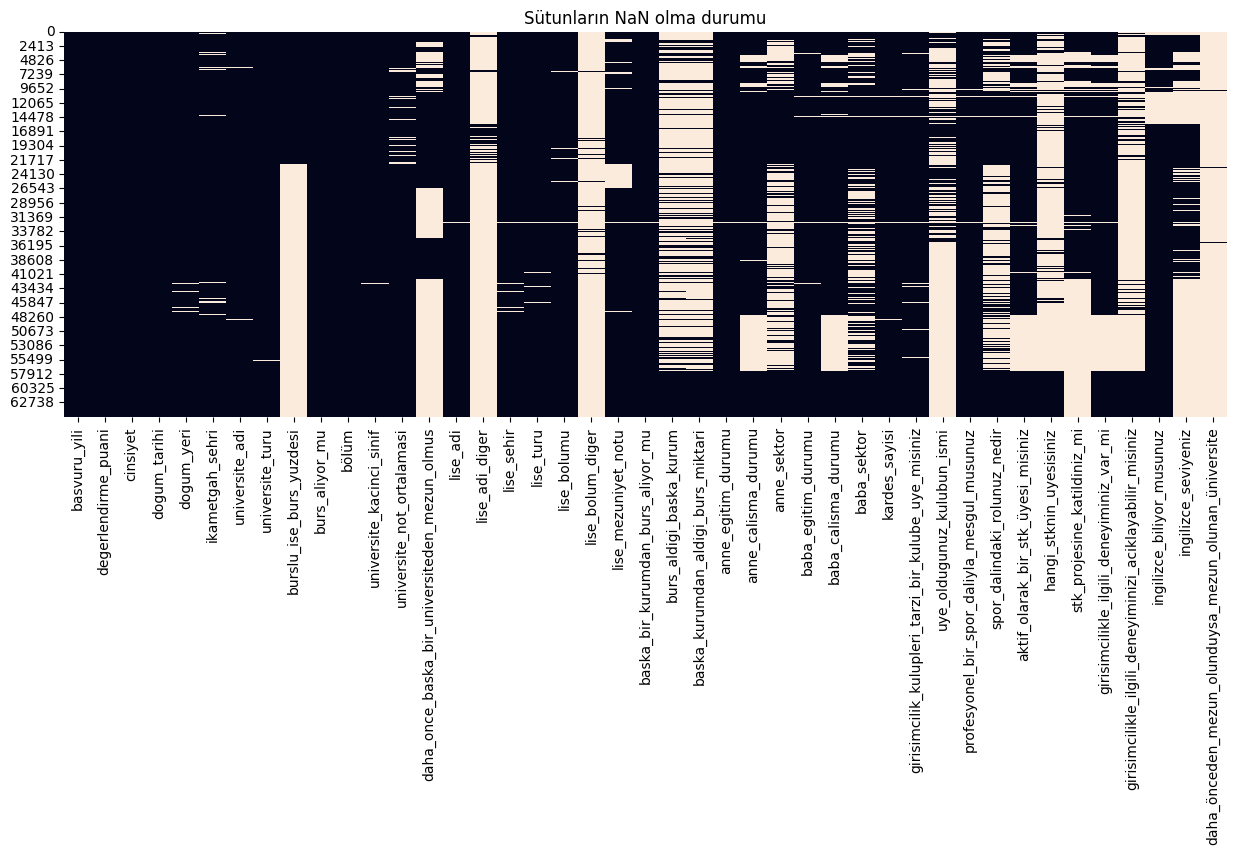 Sütunların NaN olma durumu
0
2413
4826
7239
9652
12065
14478
16891
19304
21717
24130
26543
28956
31369
33782
36195
38608
41021
43434
45847
48260
50673
53086
55499
57912
60325
62738
basvuru_yili
degerlendirme_puani
cinsiyet
dogum_tarihi
dogum_yeri
ikametgah_sehri
universite_adi
universite_turu
burslu_ise_burs_yuzdesi
burs_aliyor_mu
bölüm
universite_kacinci_sinif
universite_not_ortalamasi
daha_once_baska_bir_universiteden_mezun_olmus
lise_adi
lise_adi_diger
lise_sehir
lise_turu
lise_bolumu
lise_bolum_diger
lise_mezuniyet_notu
baska_bir_kurumdan_burs_aliyor_mu
burs_aldigi_baska_kurum
baska_kurumdan_aldigi_burs_miktari
anne_egitim_durumu
anne_calisma_durumu
anne_sektor
baba_egitim_durumu
baba_calisma_durumu
baba_sektor
kardes_sayisi
girisimcilik_kulupleri_tarzi_bir_kulube_uye_misiniz
uye_oldugunuz_kulubun_ismi
profesyonel_bir_spor_daliyla_mesgul_musunuz
spor_dalindaki_rolunuz_nedir
aktif_olarak_bir_stk_üyesi_misiniz
hangi_stknin_uyesisiniz
stk_projesine_katildiniz_mi
girisimcilikle_ilgili_deneyiminiz_var_mi
girisimcilikle_ilgili_deneyiminizi_aciklayabilir_misiniz
ingilizce_biliyor_musunuz
ingilizce_seviyeniz
daha_önceden_mezun_olunduysa_mezun_olunan_üniversite